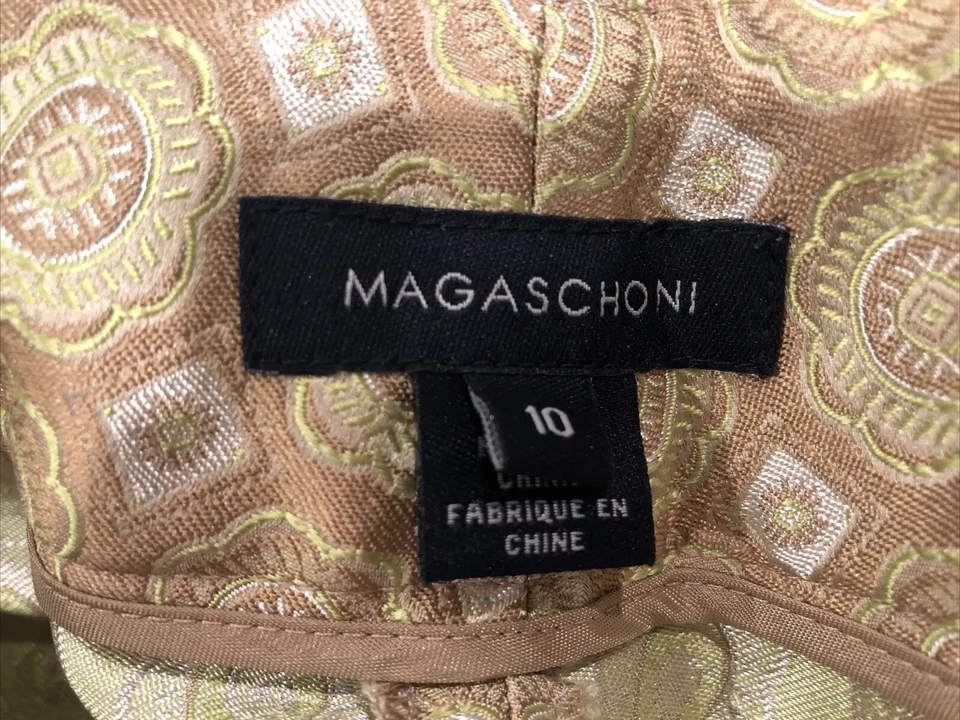 MAGASCHONI
10
FABRIQUE EN
CHINE